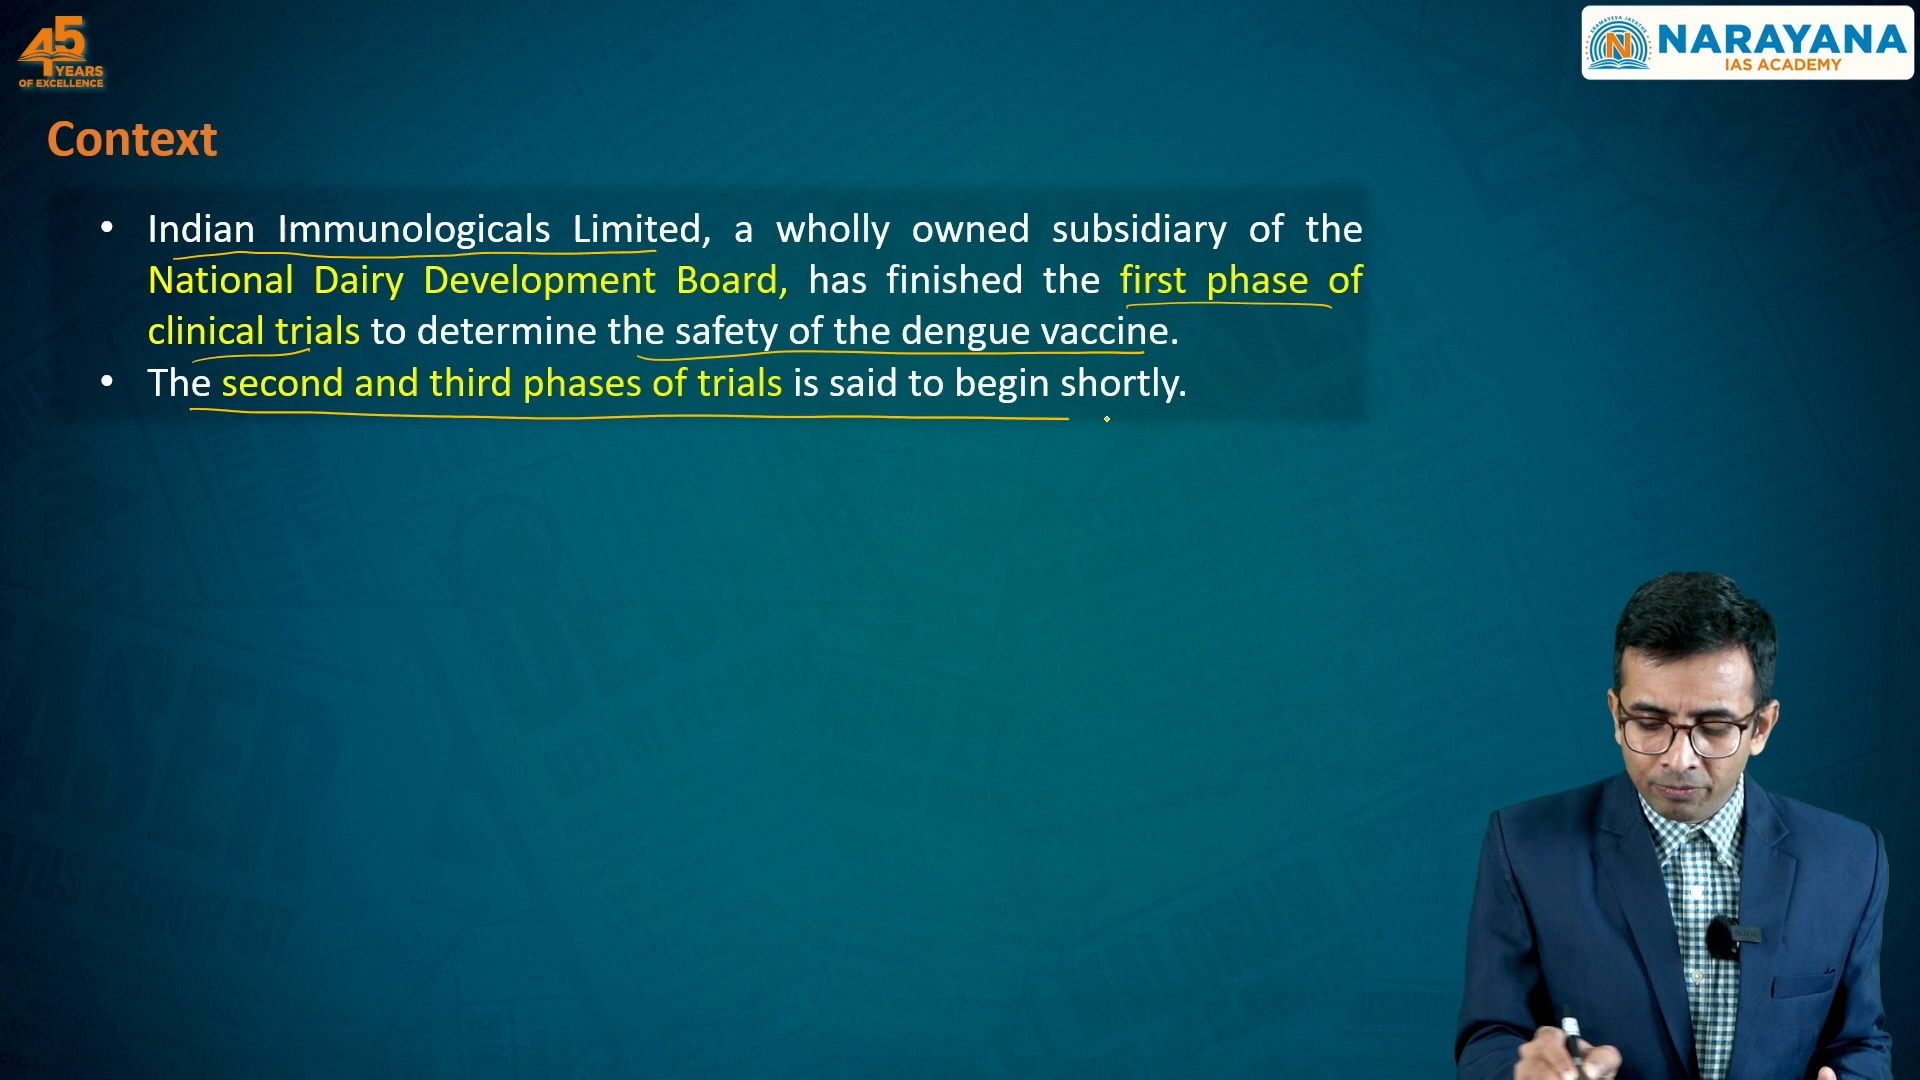 45
YEARS
OF EXCELLENCE
NARAYANA
IAS ACADEMY
Context
• Indian Immunologicals Limited, a wholly owned subsidiary of the
National Dairy Development Board, has finished the first phase of
clinical trials to determine the safety of the dengue vaccine.
• The second and third phases of trials is said to begin shortly.